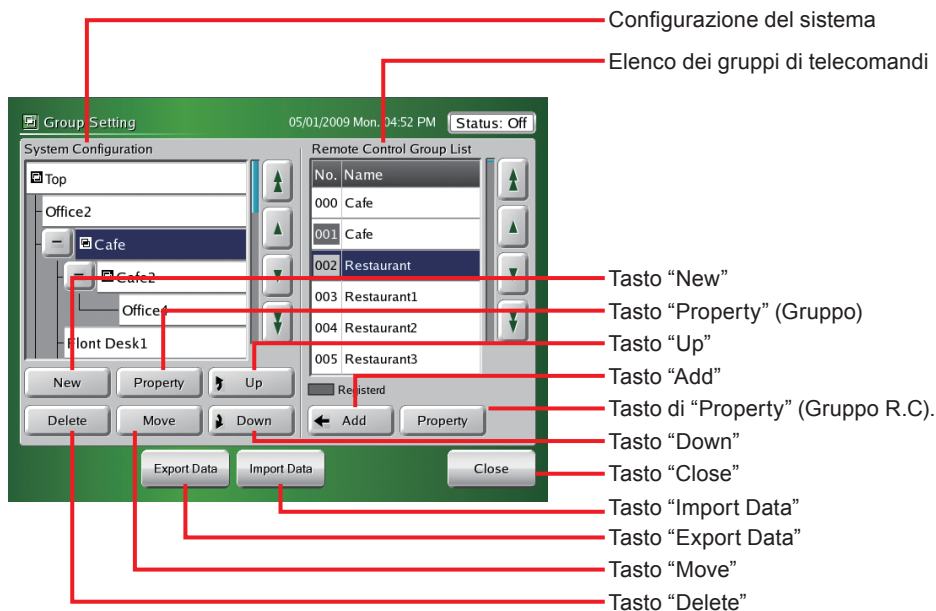 Configurazione del sistema
Elenco dei gruppi di telecomandi
Group Setting
05/01/2009 Mon. 04:52 PM
Status: Off
System Configuration
Top
Office2
Cafe
Cafe2
Office4
Flont Desk1
New
Property
Up
Delete
Move
Down
Remote Control Group List
No. Name
000 Cafe
001 Cafe
002 Restaurant
003 Restaurant1
004 Restaurant2
005 Restaurant3
Registerd
Add
Property
Export Data
Import Data
Close
Tasto “New”
Tasto “Property” (Gruppo)
Tasto “Up”
Tasto “Add”
Tasto di “Property” (Gruppo R.C).
Tasto “Down”
Tasto “Close”
Tasto “Import Data”
Tasto “Export Data”
Tasto “Move”
Tasto “Delete”